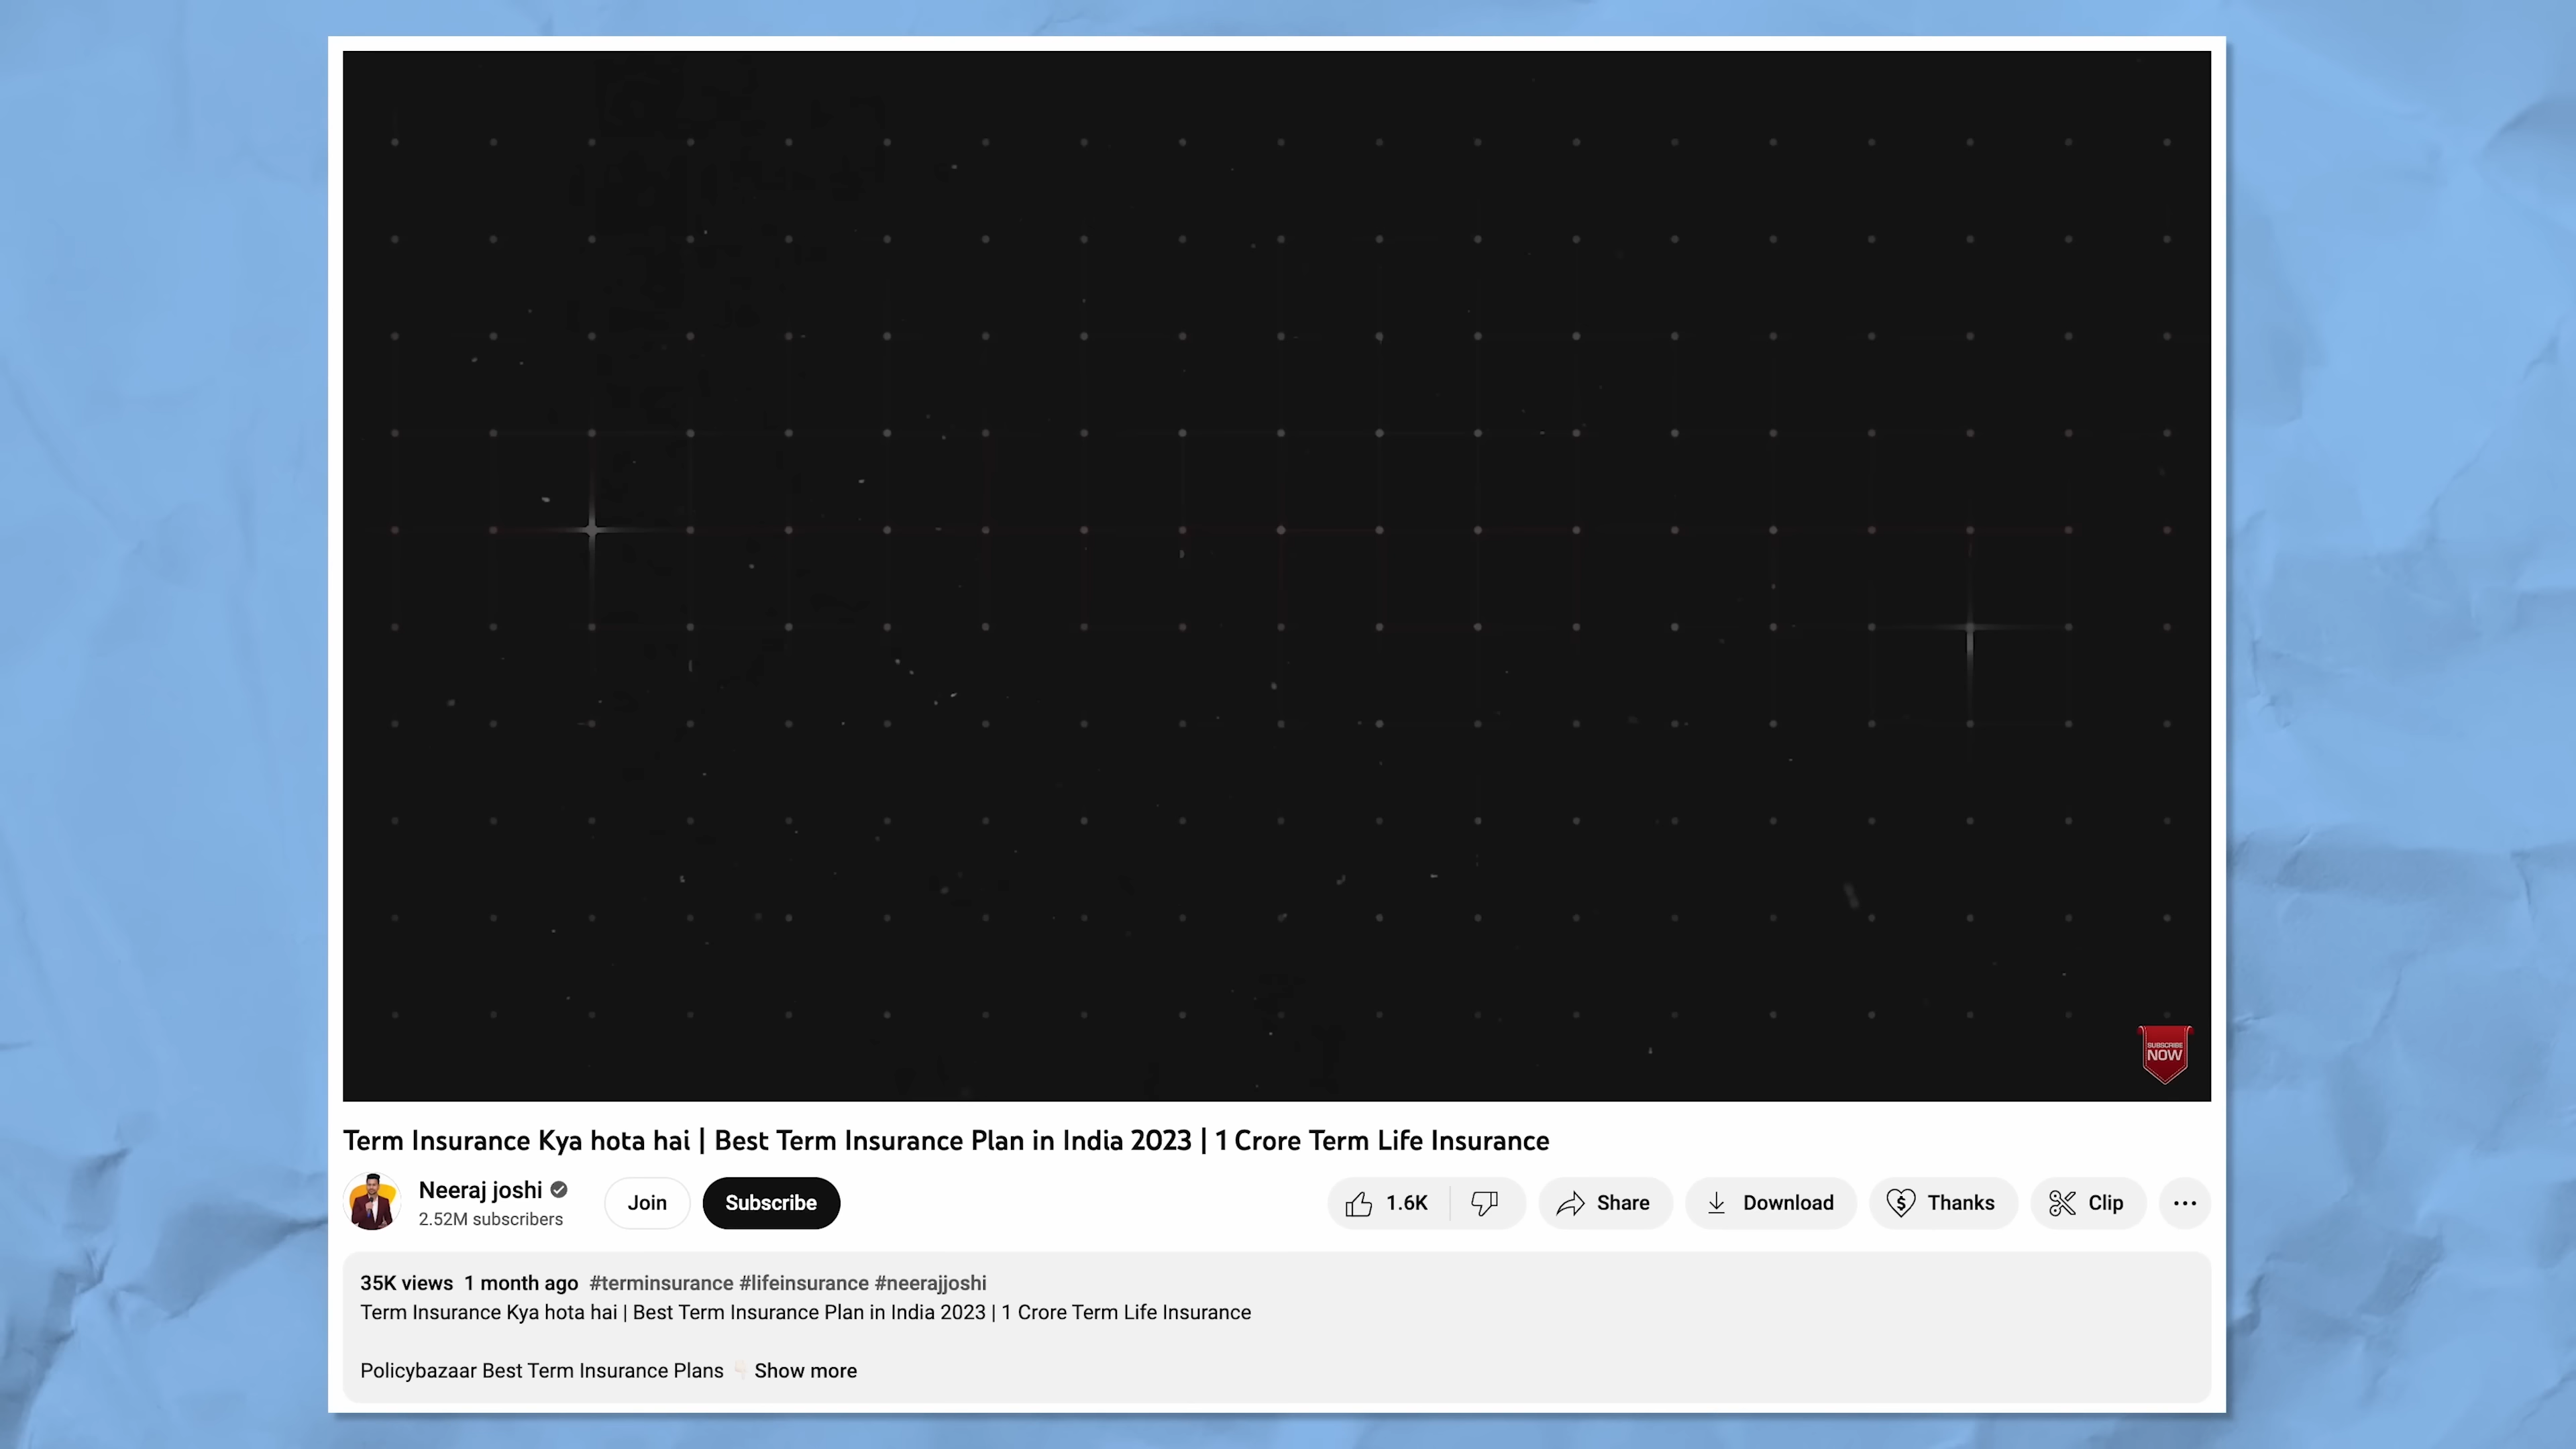 SUBSCRIBE
NOW
Term Insurance Kya hota hai | Best Term Insurance Plan in India 2023 | 1 Crore Term Life Insurance
Neeraj joshi
2.52M subscribers
Join
Subscribe
1.6K
Share
Download
Thanks
Clip
35K views 1 month ago #terminsurance #lifeinsurance #neerajjoshi
Term Insurance Kya hota hai | Best Term Insurance Plan in India 2023 | 1 Crore Term Life Insurance
Policybazaar Best Term Insurance Plans 👇🏻 Show more